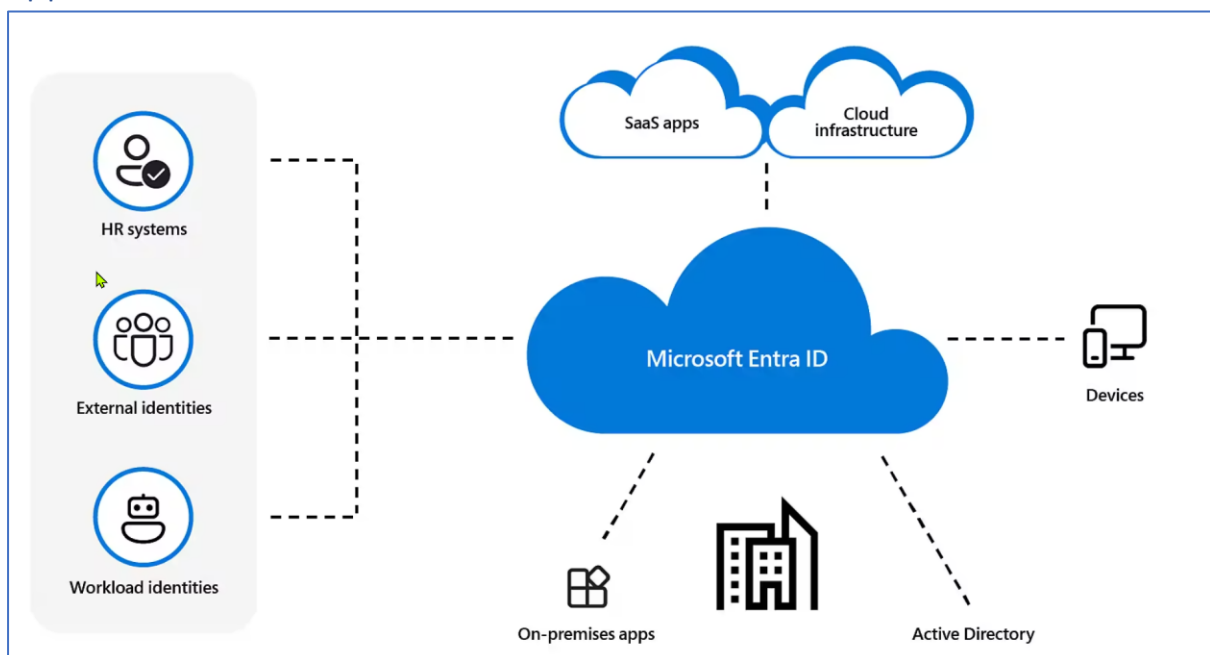 SaaS apps
Cloud
infrastructure
HR systems
Microsoft Entra ID
Devices
External identities
Workload identities
On-premises apps
Active Directory